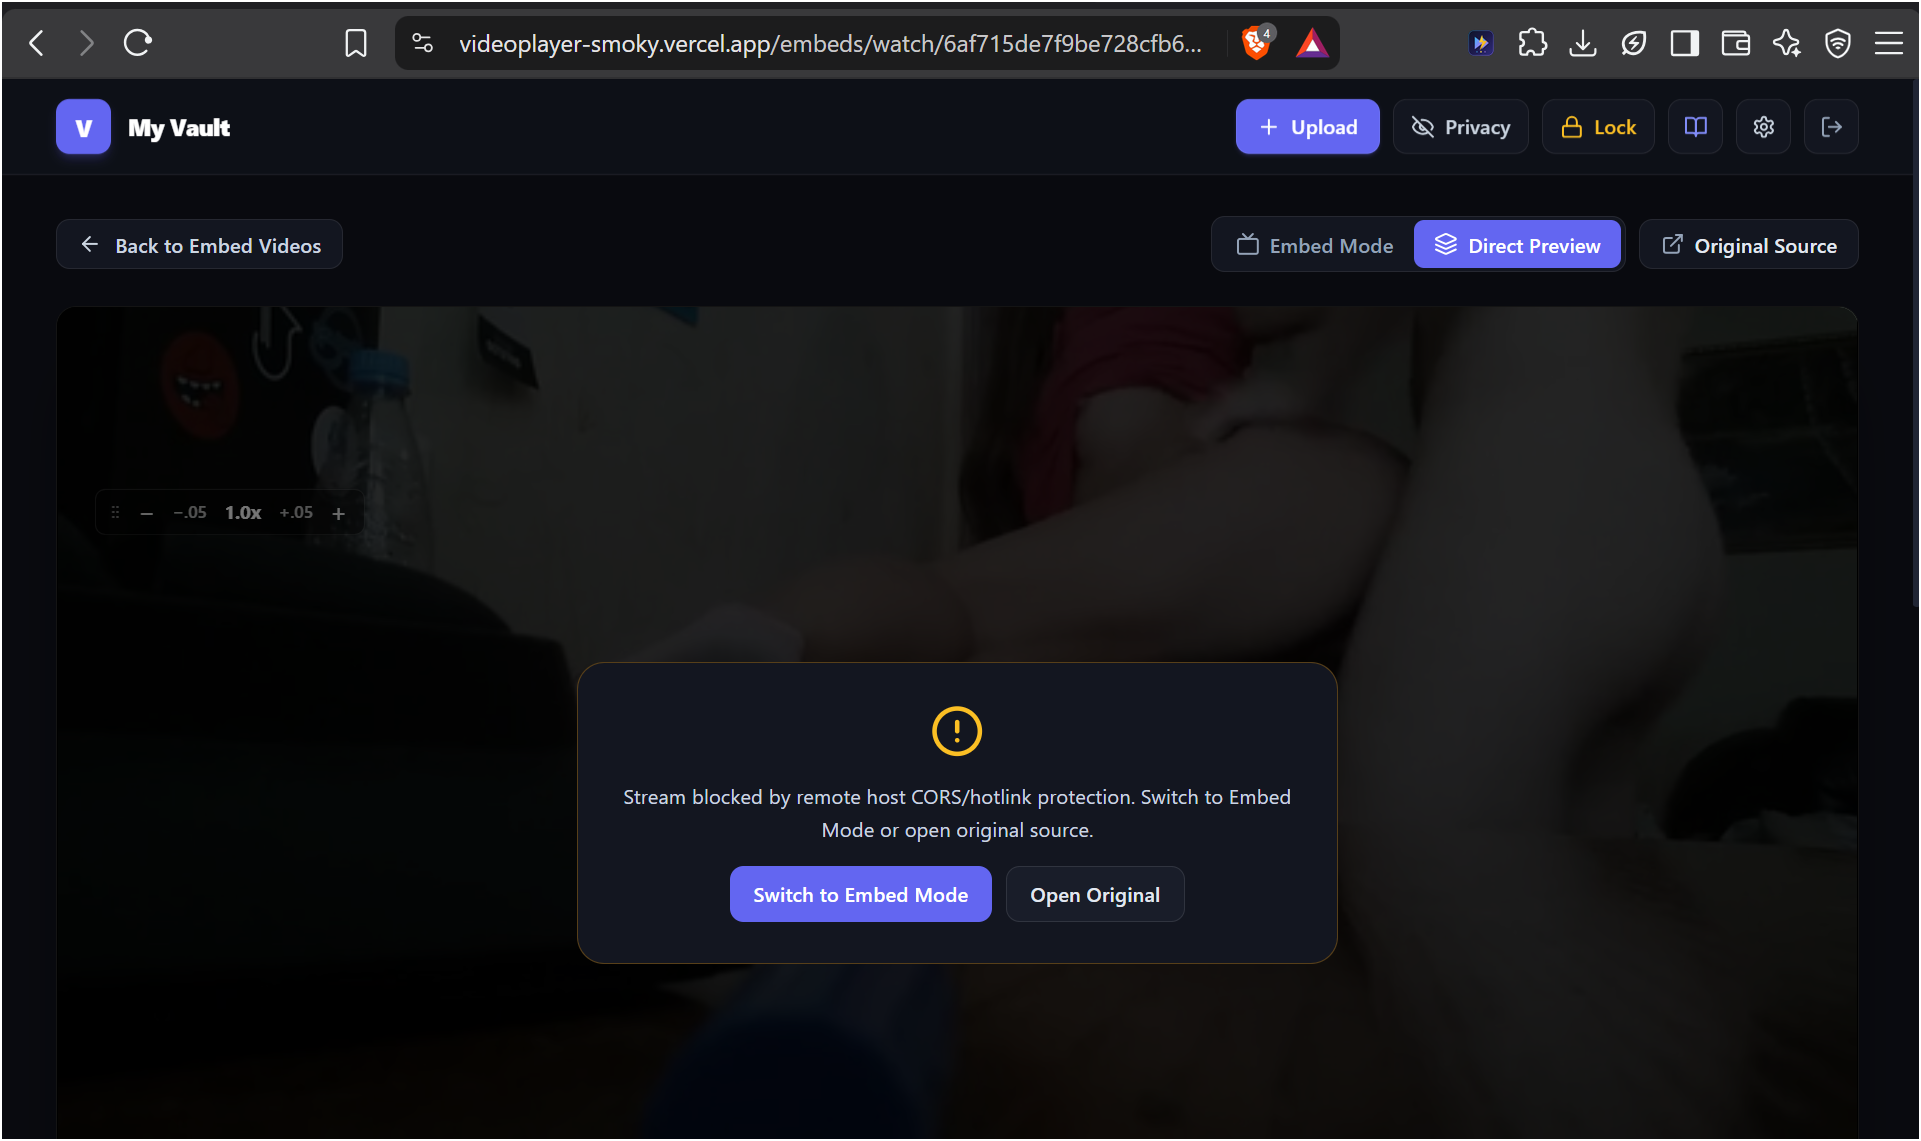 videoplayer-smoky.vercel.app/embeds/watch/6af715de7f9be728cfb6...
4
V
My Vault
+ Upload
Privacy
Lock
Back to Embed Videos
Embed Mode
Direct Preview
Original Source
− −.05 1.0x +.05 +
Stream blocked by remote host CORS/hotlink protection. Switch to Embed
Mode or open original source.
Switch to Embed Mode
Open Original